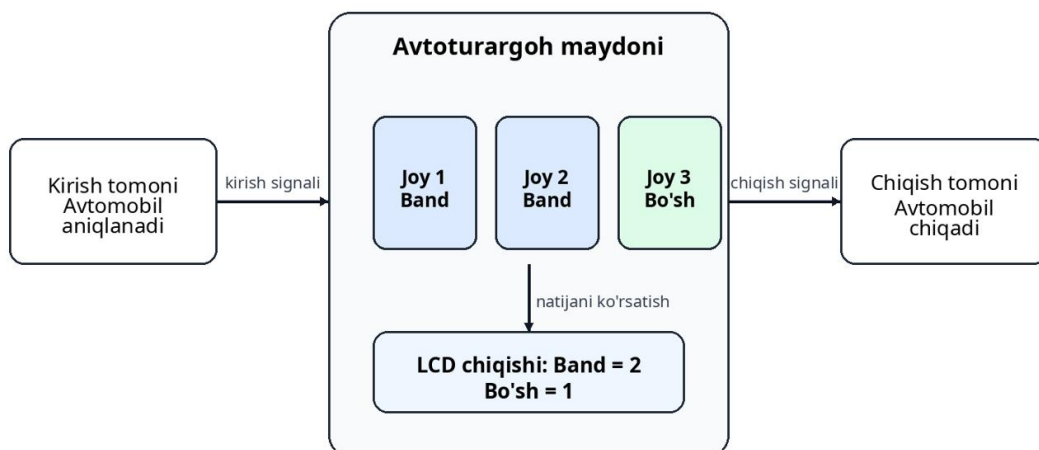 Avtoturargoh maydoni
Kirish tomoni
Avtomobil
aniqlanadi
kirish signali
Joy 1
Band
Joy 2
Band
Joy 3
Bo'sh
chiqish signali
Chiqish tomoni
Avtomobil
chiqadi
natijani ko'rsatish
LCD chiqishi: Band = 2
Bo'sh = 1